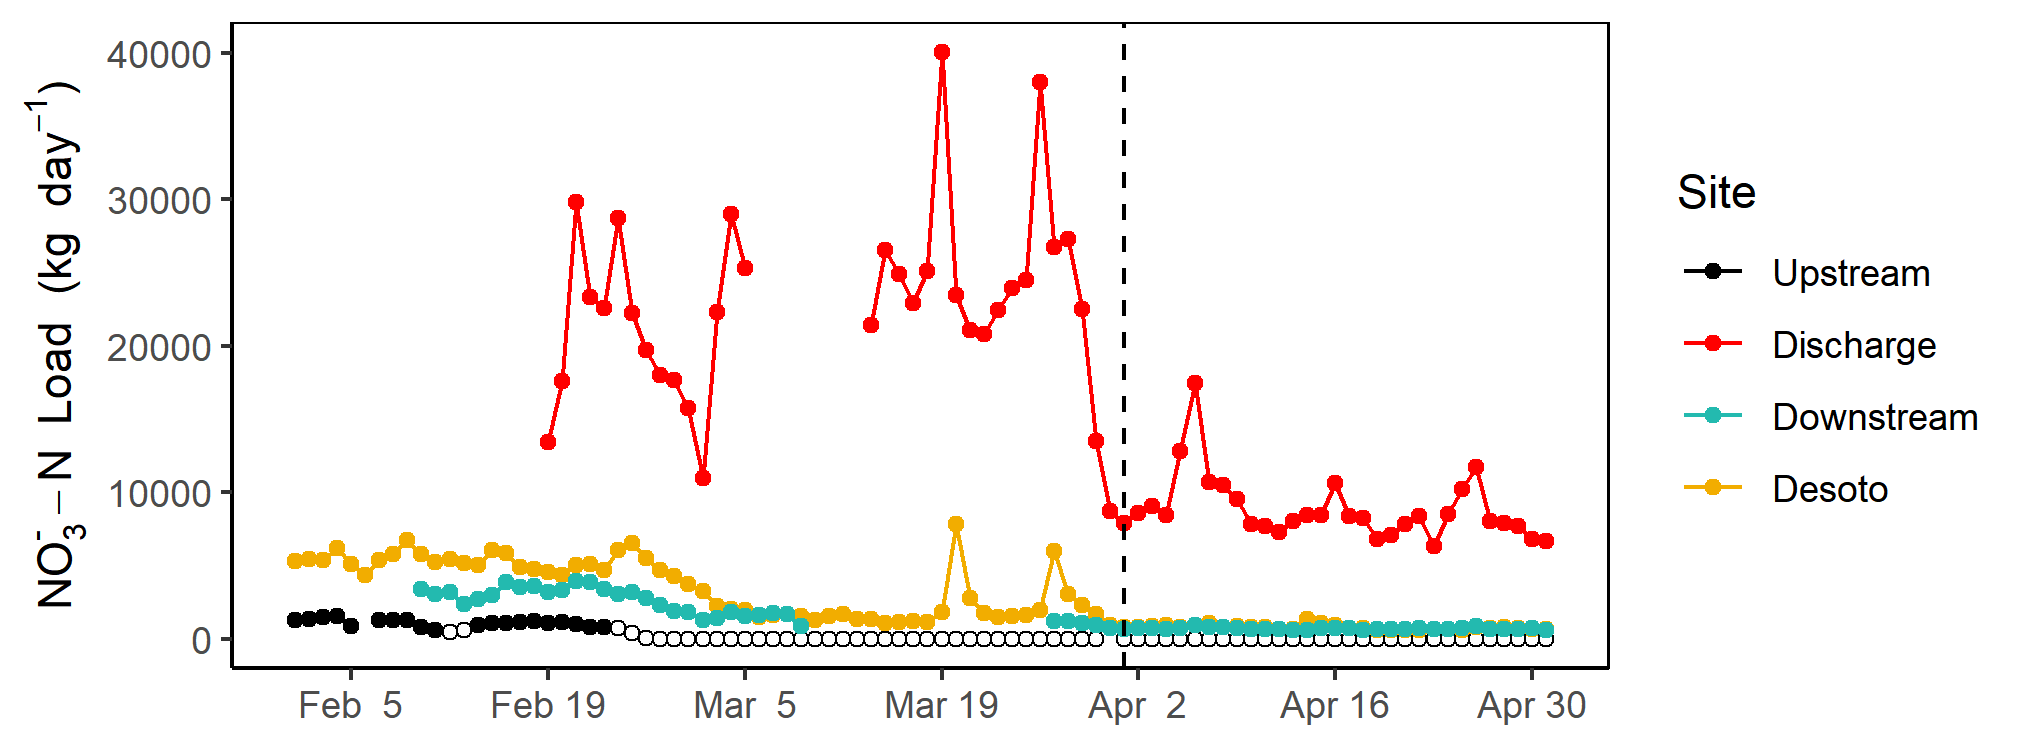 NO₃⁻–N Load (kg day⁻¹)
40000
30000
20000
10000
0
Feb 5
Feb 19
Mar 5
Mar 19
Apr 2
Apr 16
Apr 30
Site
Upstream
Discharge
Downstream
Desoto